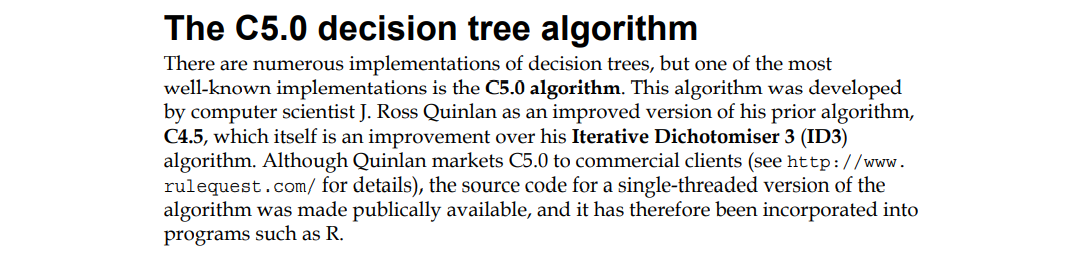 The C5.0 decision tree algorithm
There are numerous implementations of decision trees, but one of the most
well-known implementations is the C5.0 algorithm. This algorithm was developed
by computer scientist J. Ross Quinlan as an improved version of his prior algorithm,
C4.5, which itself is an improvement over his Iterative Dichotomiser 3 (ID3)
algorithm. Although Quinlan markets C5.0 to commercial clients (see http://www.
rulequest.com/ for details), the source code for a single-threaded version of the
algorithm was made publically available, and it has therefore been incorporated into
programs such as R.